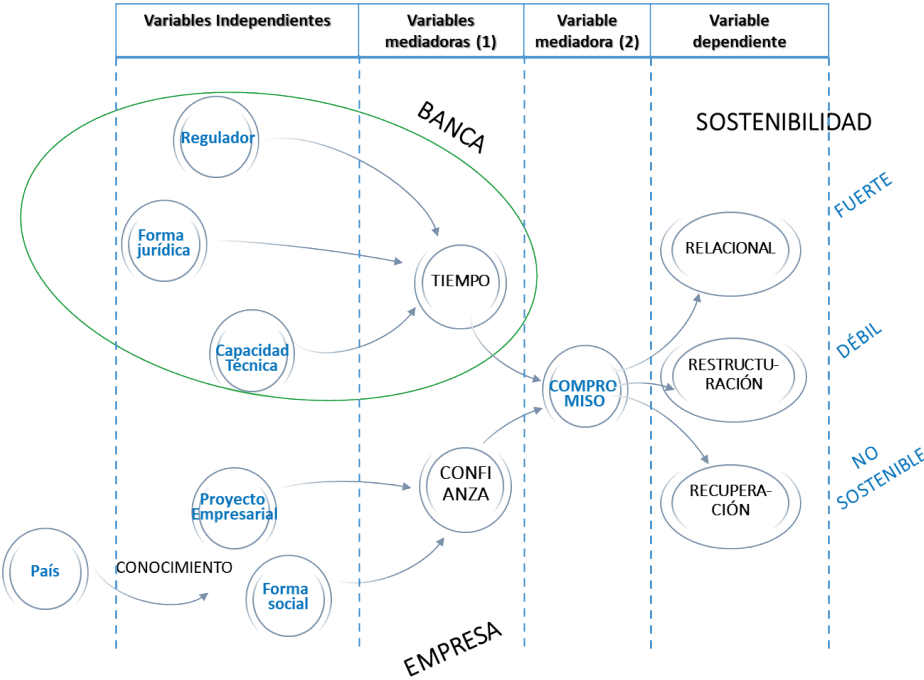 Variables Independientes
Variables
mediadoras (1)
Variable
mediadora (2)
Variable
dependiente
BANCA
SOSTENIBILIDAD
Regulador
FUERTE
Forma
jurídica
RELACIONAL
TIEMPO
Capacidad
Técnica
DÉBIL
RESTRUCTU-
RACIÓN
COMPRO
MISO
NO
SOSTENIBLE
CONFI
ANZA
Proyecto
Empresarial
RECUPERA-
CIÓN
País
CONOCIMIENTO
Forma
social
EMPRESA